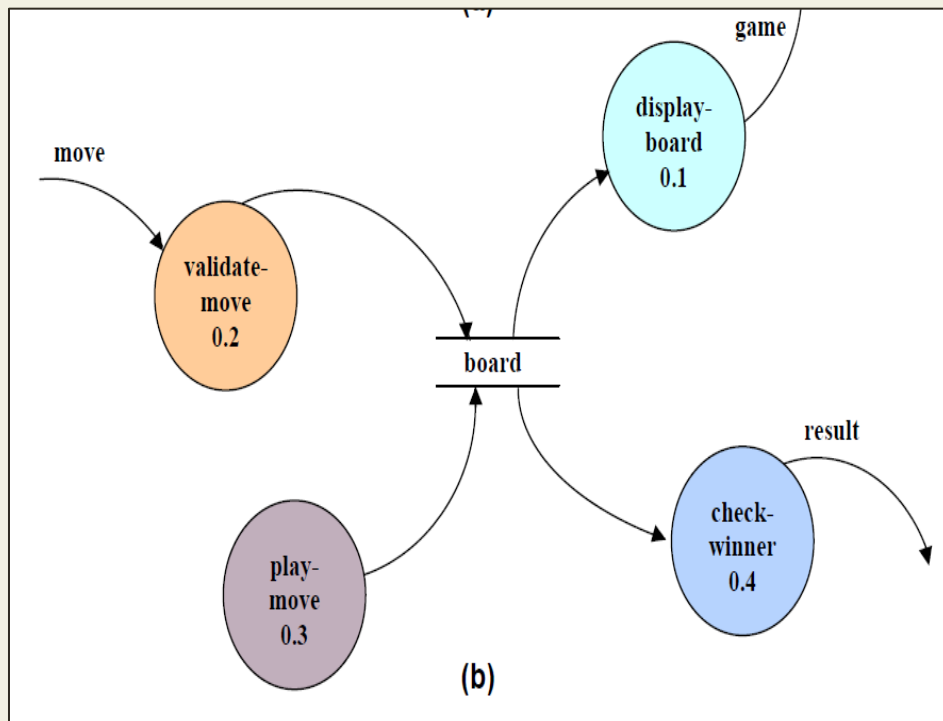 game
display-
board
0.1
move
validate-
move
0.2
board
result
check-
winner
0.4
play-
move
0.3
(b)